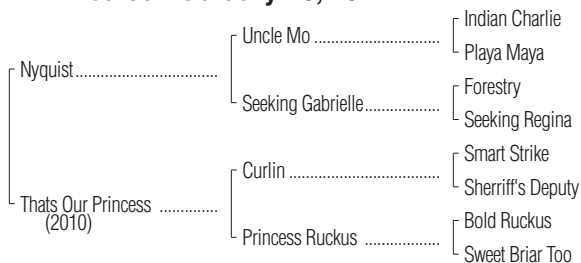 Nyquist
Uncle Mo
Indian Charlie
Playa Maya
Seeking Gabrielle
Forestry
Seeking Regina
Thats Our Princess
(2010)
Curlin
Smart Strike
Sherriff's Deputy
Princess Ruckus
Bold Ruckus
Sweet Briar Too